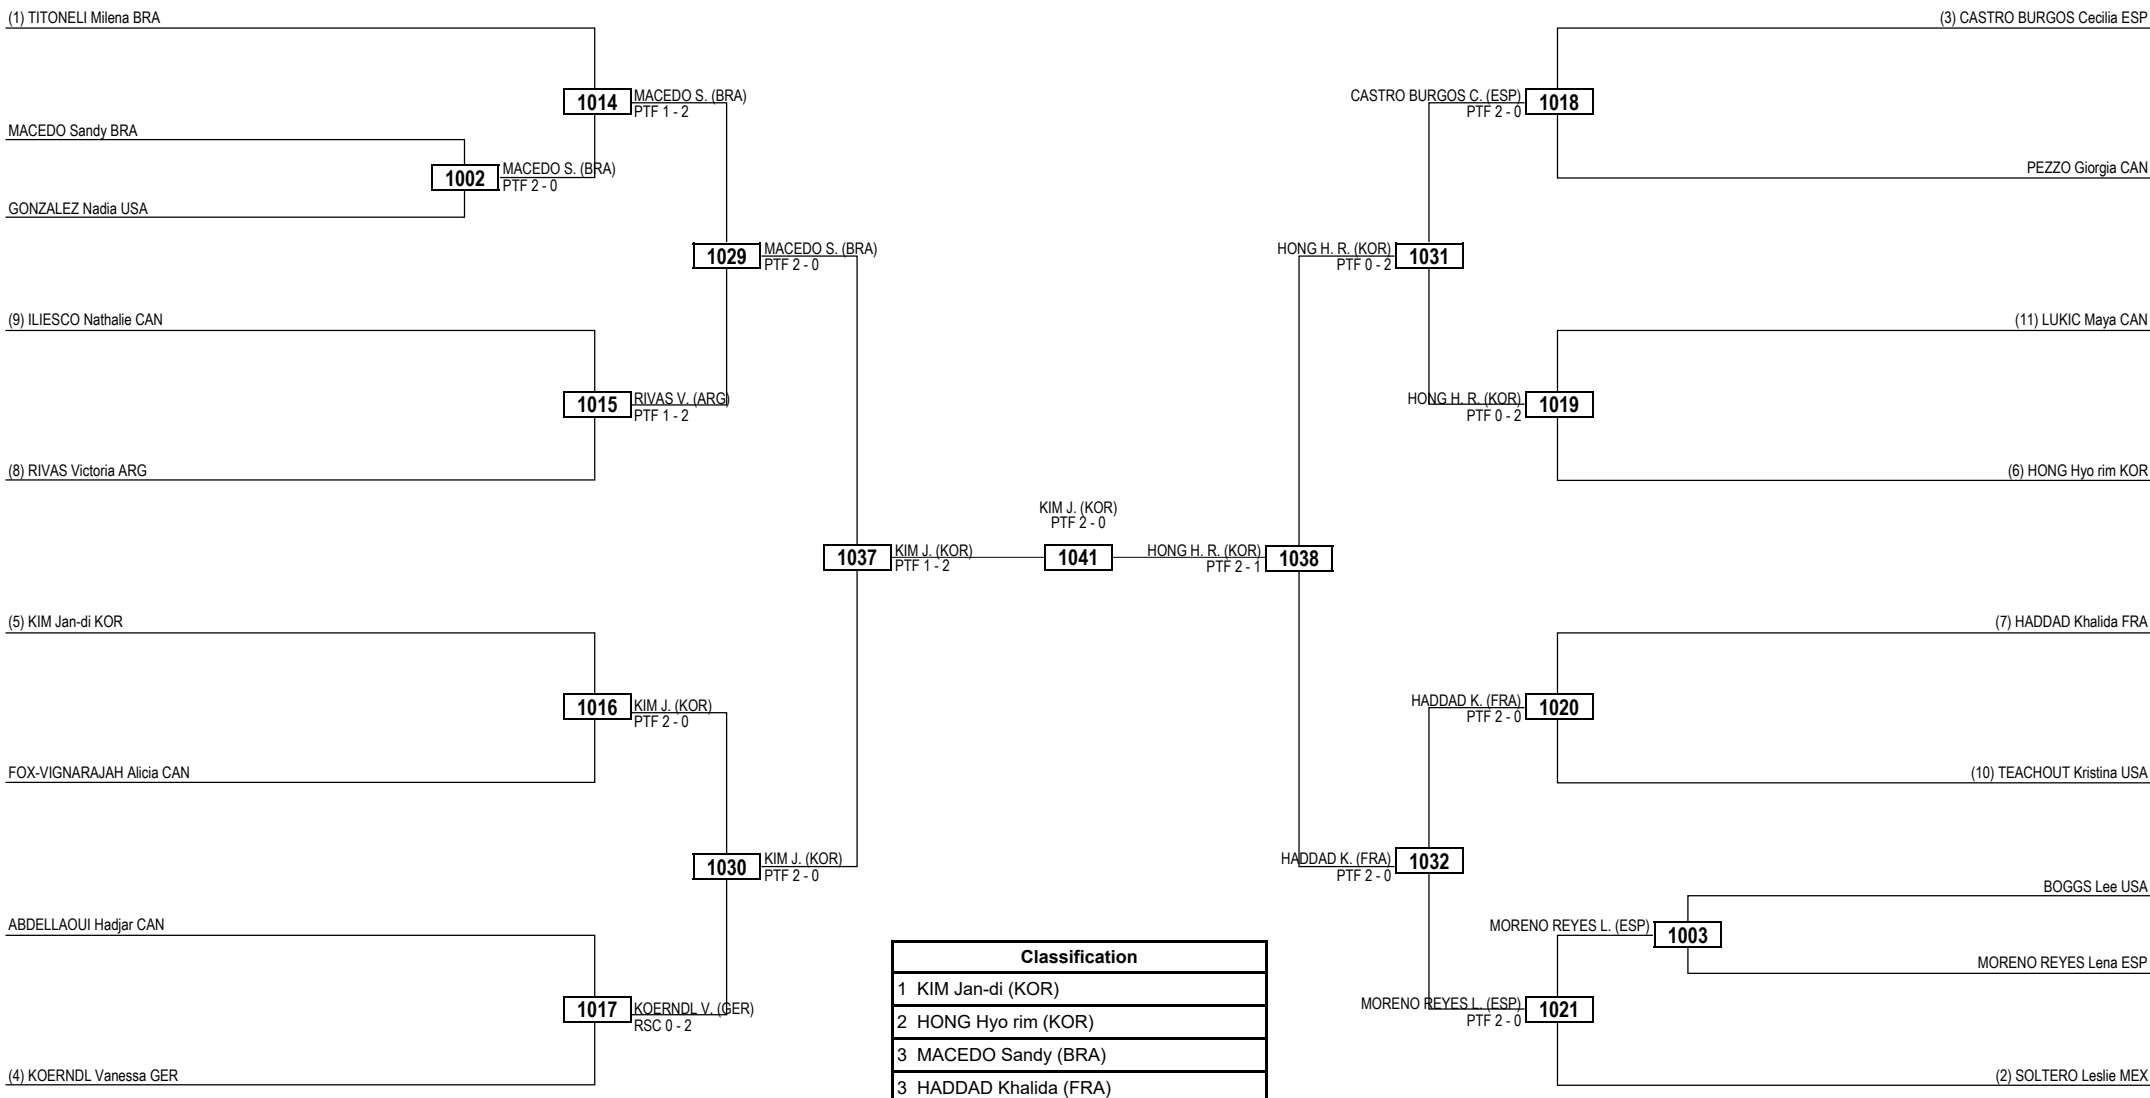 (1) TITONELI Milena BRA
(3) CASTRO BURGOS Cecilia ESP
1014
MACEDO S. (BRA)
PTF 1 - 2
CASTRO BURGOS C. (ESP)
PTF 2 - 0
1018
MACEDO Sandy BRA
1002
MACEDO S. (BRA)
PTF 2 - 0
PEZZO Giorgia CAN
GONZALEZ Nadia USA
1029
MACEDO S. (BRA)
PTF 2 - 0
HONG H. R. (KOR)
PTF 0 - 2
1031
(9) ILIESCO Nathalie CAN
(11) LUKIC Maya CAN
1015
RIVAS V. (ARG)
PTF 1 - 2
HONG H. R. (KOR)
PTF 0 - 2
1019
(8) RIVAS Victoria ARG
(6) HONG Hyo rim KOR
KIM J. (KOR)
PTF 2 - 0
1037
KIM J. (KOR)
PTF 1 - 2
1041
HONG H. R. (KOR)
PTF 2 - 1
1038
(5) KIM Jan-di KOR
(7) HADDAD Khalida FRA
1016
KIM J. (KOR)
PTF 2 - 0
HADDAD K. (FRA)
PTF 2 - 0
1020
FOX-VIGNARAJAH Alicia CAN
(10) TEACHOUT Kristina USA
1030
KIM J. (KOR)
PTF 2 - 0
HADDAD K. (FRA)
PTF 2 - 0
1032
BOGGS Lee USA
ABDELLAOUI Hadjar CAN
MORENO REYES L. (ESP)
1003
MORENO REYES Lena ESP
1017
KOERNDL V. (GER)
RSC 0 - 2
MORENO REYES L. (ESP)
PTF 2 - 0
1021
(4) KOERNDL Vanessa GER
(2) SOLTERO Leslie MEX
Classification
1 KIM Jan-di (KOR)
2 HONG Hyo rim (KOR)
3 MACEDO Sandy (BRA)
3 HADDAD Khalida (FRA)